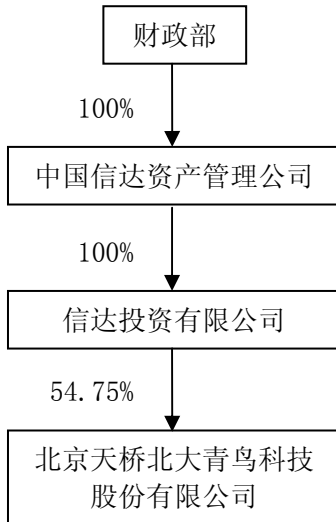 财政部
100%
中国信达资产管理公司
100%
信达投资有限公司
54.75%
北京天桥北大青鸟科技
股份有限公司